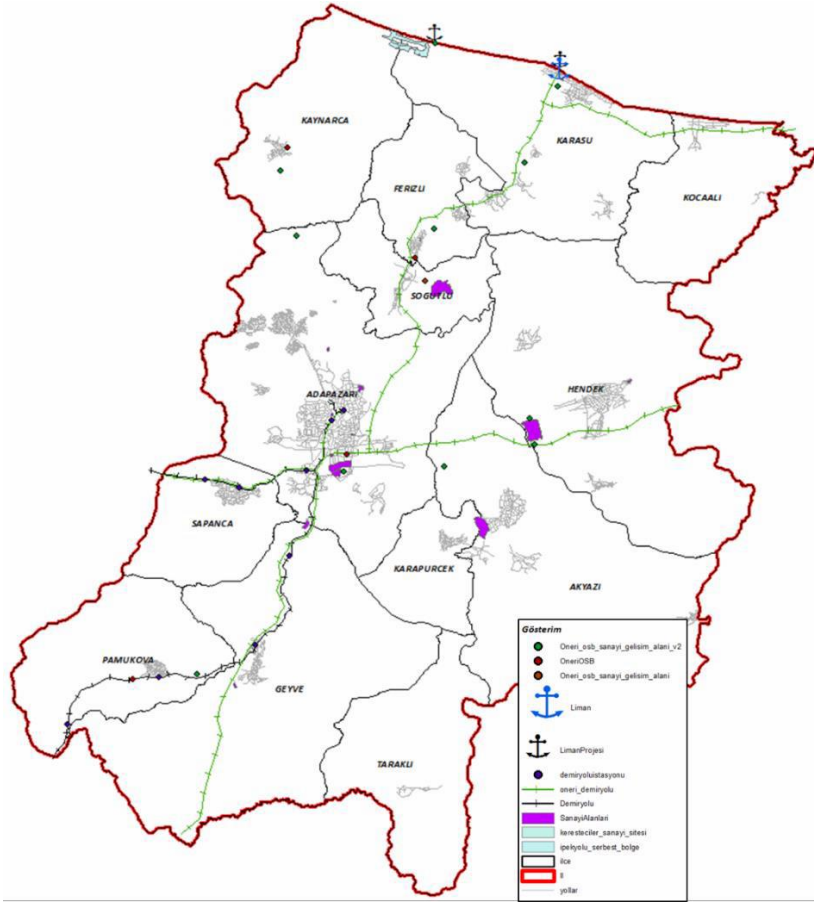 KAYNARCA
KARASU
FERIZLI
KOCAALI
SOGUTLU
HENDEK
ADAPAZARI
SAPANCA
KARAPURCEK
AKYAZI
PAMUKOVA
GEYVE
TARAKLI
Gösterim
Oneri_osb_sanayi_gelisim_alani_v2
OneriOSB
Oneri_osb_sanayi_gelisim_alani
Liman
LimanProjesi
demiryoluistasyonu
oneri_demiryolu
Demiryolu
SanayiAlanlari
keresteciler_sanayi_sitesi
ipekyolu_serbest_bolge
ilce
il
yollar